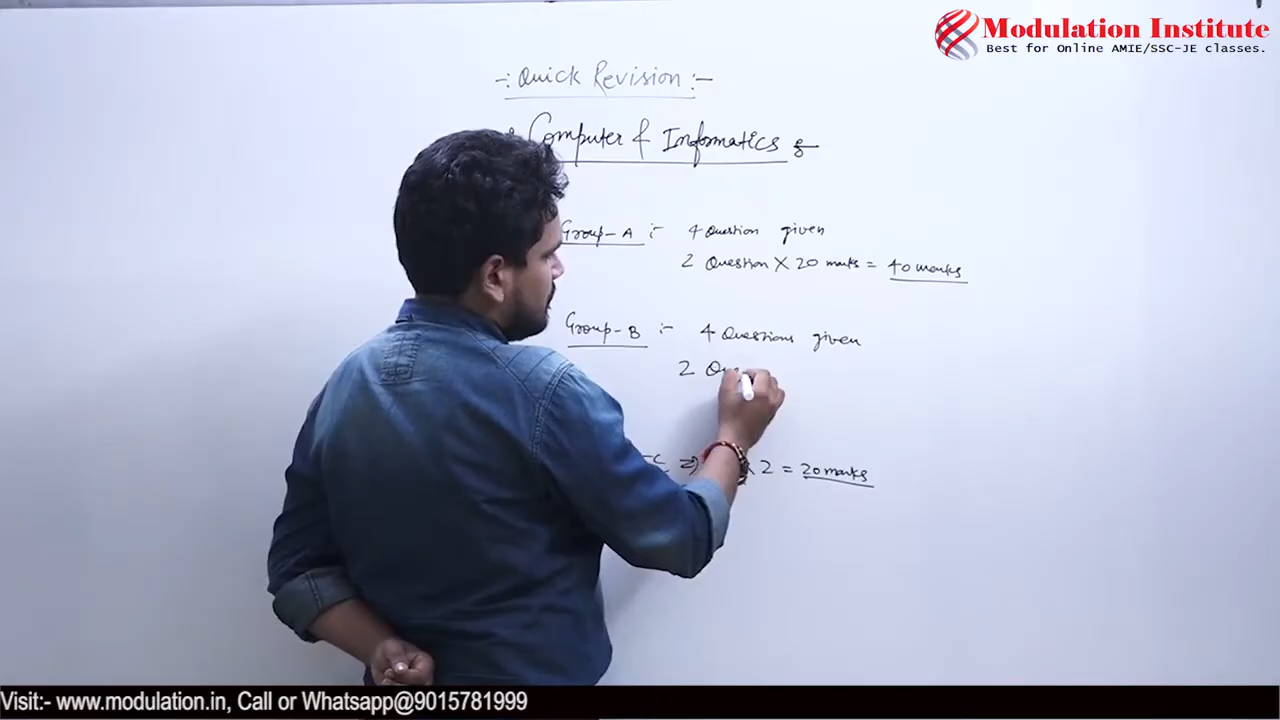 Modulation Institute
Best for Online AMIE/SSC-JE classes.
-: Quick Revision :-
Computer & Informatics :-
Group-A :- 4 Question given
2 Question X 20 marks = 40 marks
Group-B :- 4 Questions given
2
C => X 2 = 20 marks
Visit:- www.modulation.in, Call or Whatsapp@9015781999